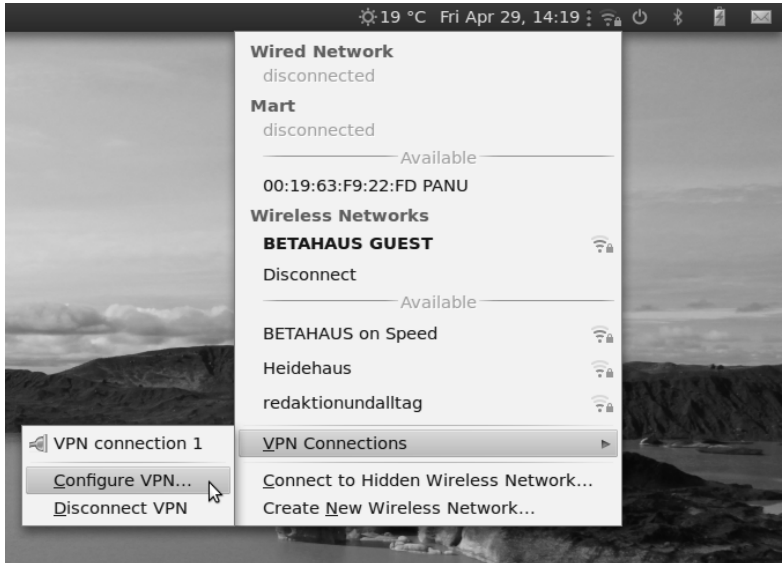 19 °C Fri Apr 29, 14:19
Wired Network
disconnected
Mart
disconnected
Available
00:19:63:F9:22:FD PANU
Wireless Networks
BETAHAUS GUEST
Disconnect
Available
BETAHAUS on Speed
Heidehaus
redaktionundalltag
VPN Connections
Connect to Hidden Wireless Network...
Create New Wireless Network...
VPN connection 1
Configure VPN...
Disconnect VPN